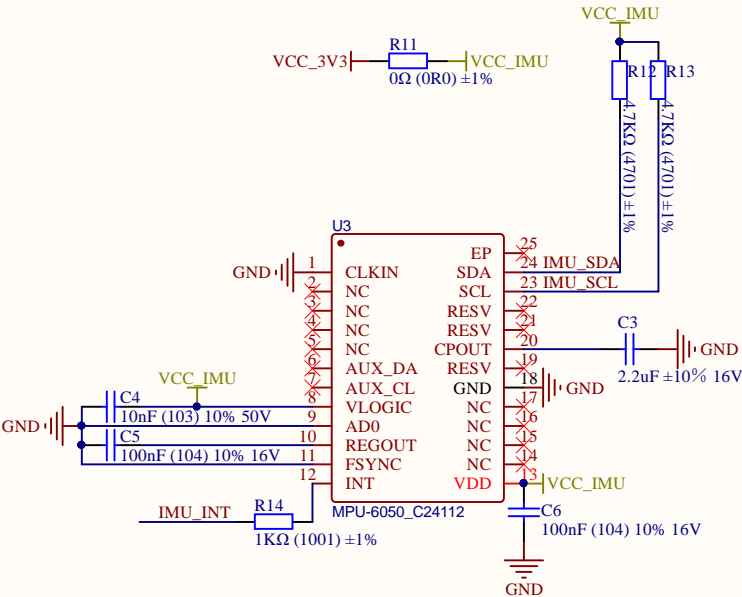 VCC_IMU
R11
VCC_3V3
VCC_IMU
0Ω (0R0) ±1%
R12
R13
4.7KΩ (4701) ±1%
4.7KΩ (4701) ±1%
U3
25
EP
GND
1
CLKIN
SDA
24
IMU_SDA
2
NC
SCL
23
IMU_SCL
3
NC
RESV
22
4
NC
RESV
21
5
NC
CPOUT
20
C3
GND
2.2uF ±10% 16V
6
AUX_DA
RESV
19
7
AUX_CL
GND
18
GND
VCC_IMU
C4
8
VLOGIC
NC
17
10nF (103) 10% 50V
GND
9
AD0
NC
16
C5
10
REGOUT
NC
15
100nF (104) 10% 16V
11
FSYNC
NC
14
12
INT
VDD
13
VCC_IMU
IMU_INT
R14
1KΩ (1001) ±1%
MPU-6050_C24112
C6
100nF (104) 10% 16V
GND